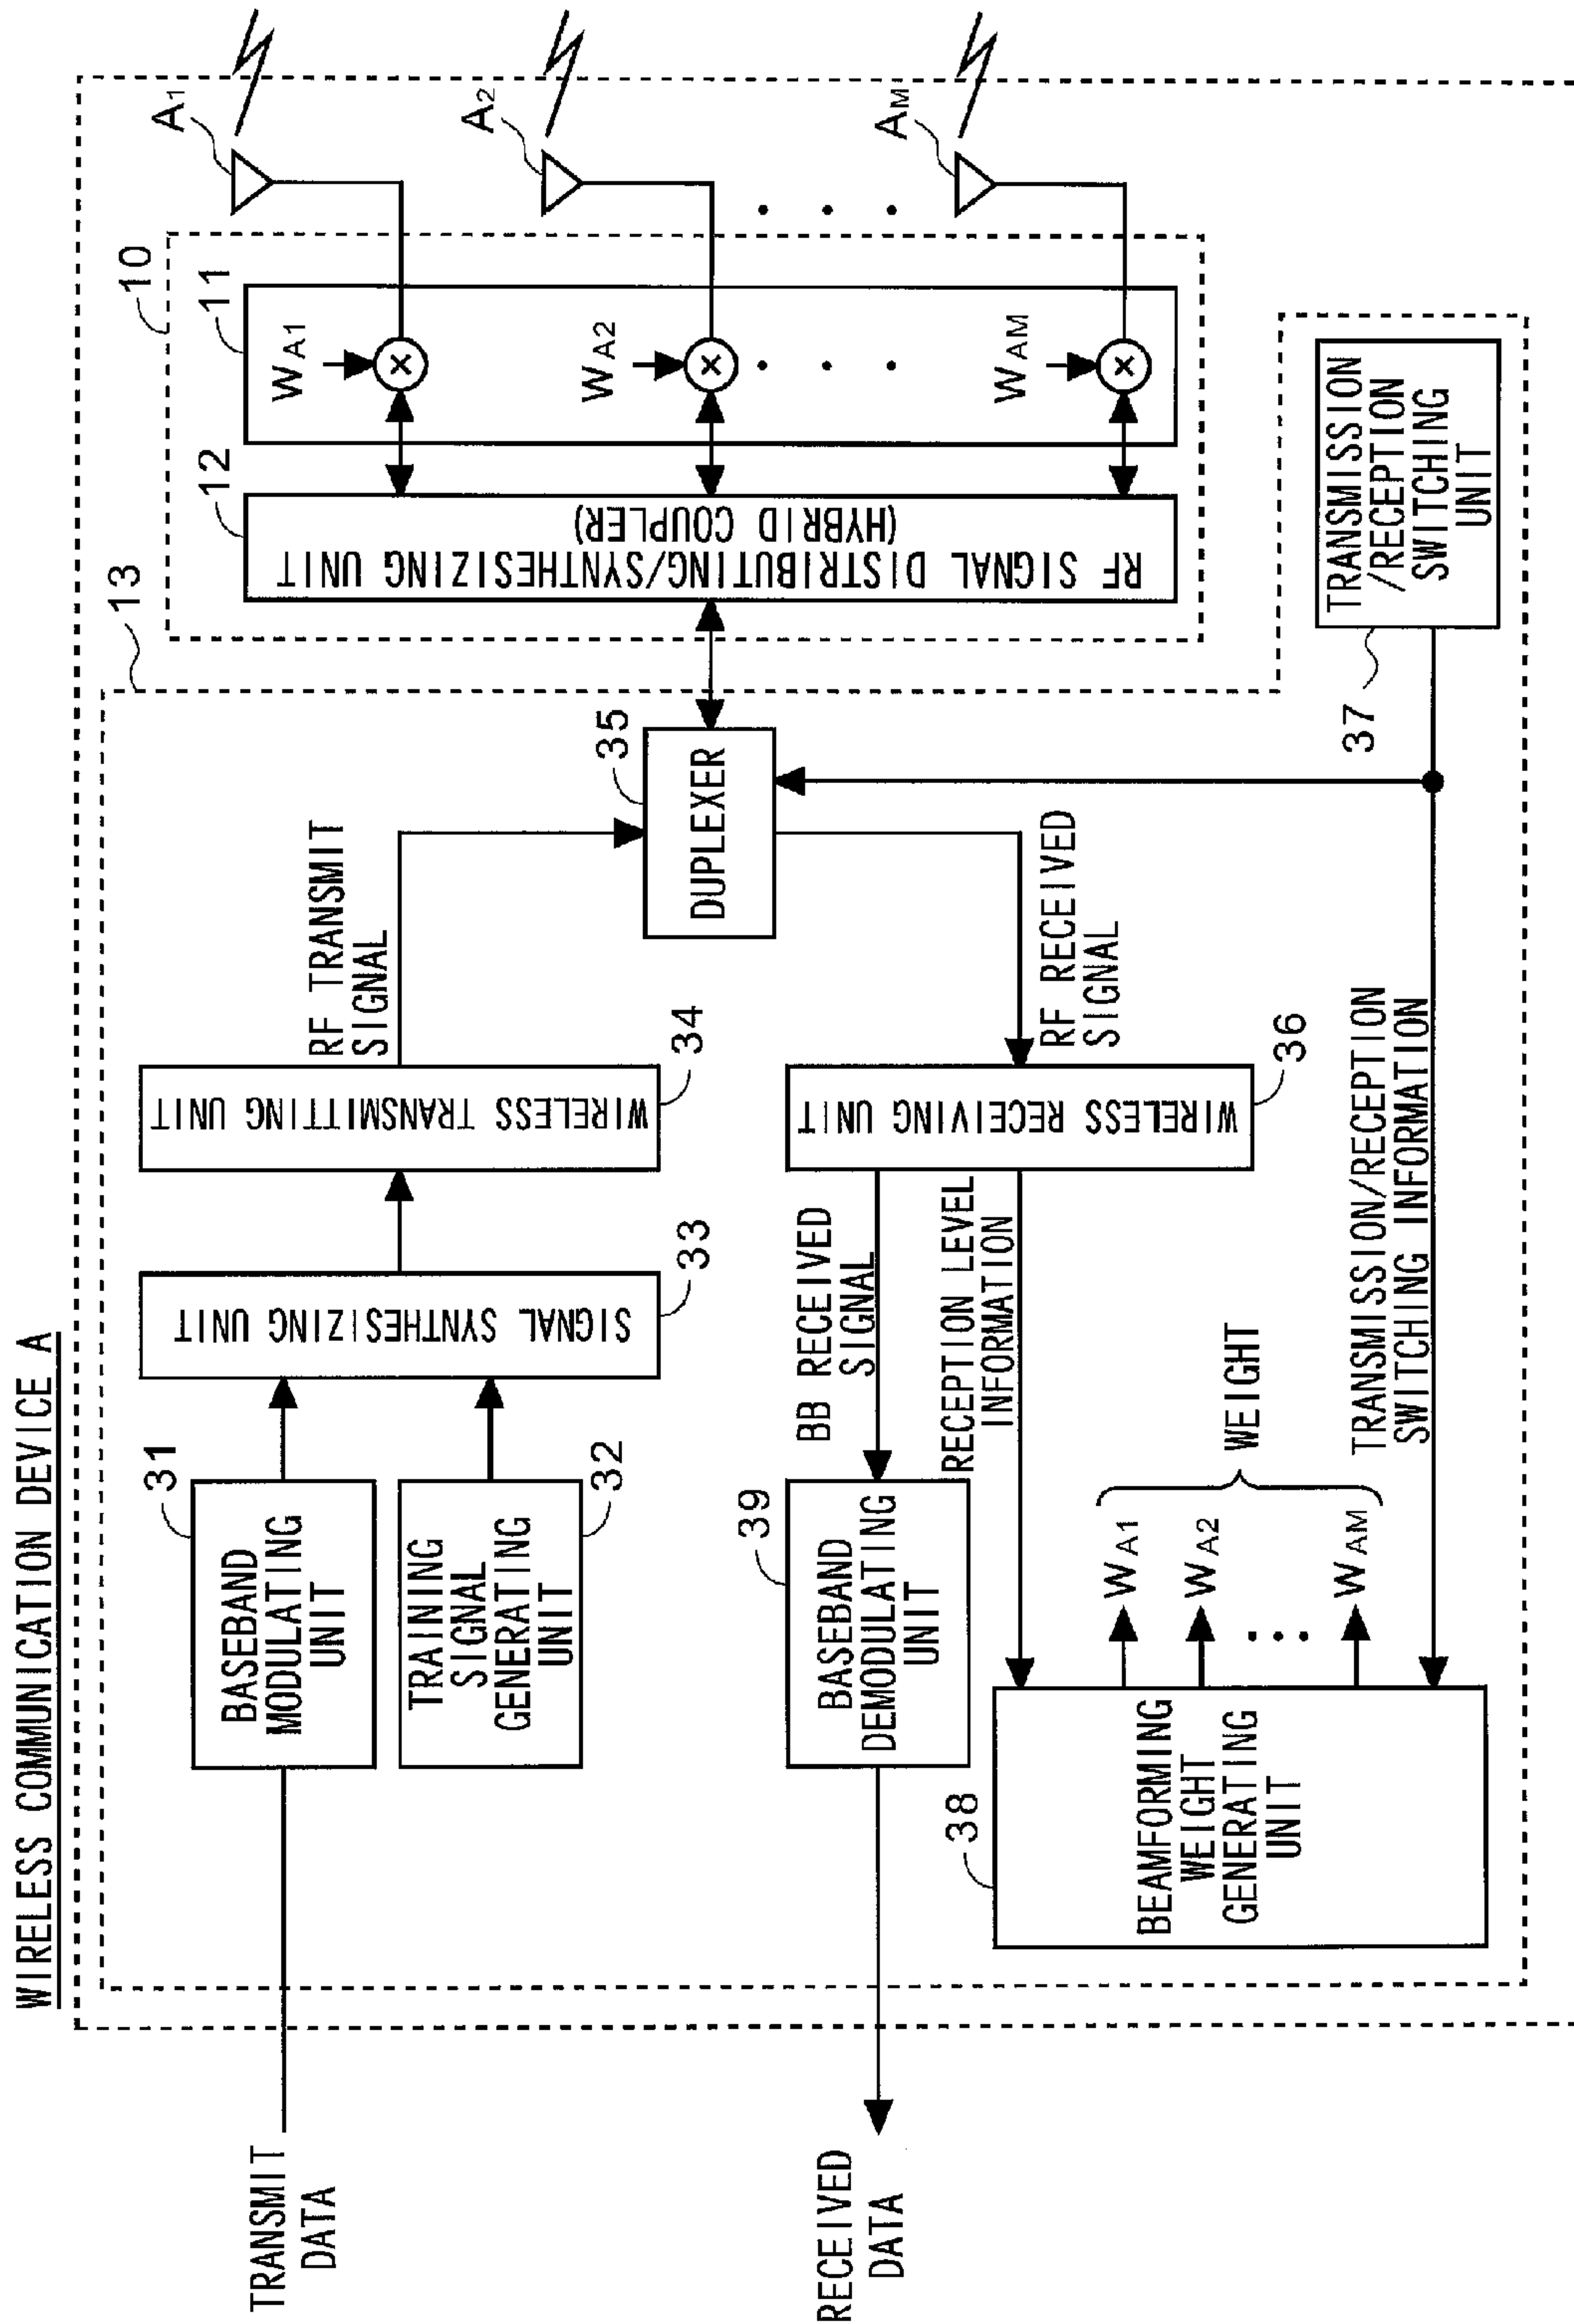 WIRELESS COMMUNICATION DEVICE A
TRANSMIT
DATA
31
BASEBAND
MODULATING
UNIT
TRAINING
SIGNAL
GENERATING
UNIT
32
SIGNAL SYNTHESIZING UNIT
33
WIRELESS TRANSMITTING UNIT
34
RF TRANSMIT
SIGNAL
35
DUPLEXER
13
12
RF SIGNAL DISTRIBUTING/SYNTHESIZING UNIT
(HYBRID COUPLER)
10
11
WA1
×
WA2
×
WAM
×
A1
A2
AM
RECEIVED
DATA
39
BASEBAND
DEMODULATING
UNIT
BB RECEIVED
SIGNAL
RECEPTION LEVEL
INFORMATION
WIRELESS RECEIVING UNIT
36
RF RECEIVED
SIGNAL
38
BEAMFORMING
WEIGHT
GENERATING
UNIT
WA1
WA2
WAM
WEIGHT
TRANSMISSION/RECEPTION
SWITCHING INFORMATION
37
TRANSMISSION
/RECEPTION
SWITCHING
UNIT